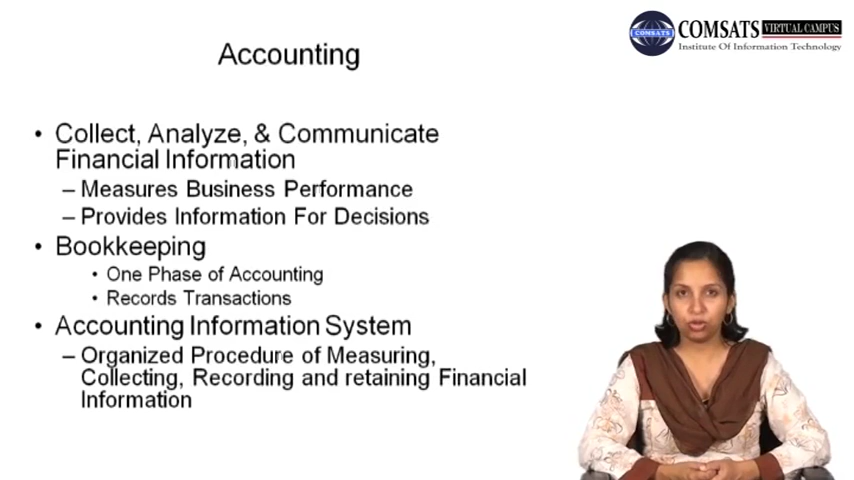 COMSATS VIRTUAL CAMPUS
COMSATS
Institute Of Information Technology
Accounting
• Collect, Analyze, & Communicate
Financial Information
– Measures Business Performance
– Provides Information For Decisions
• Bookkeeping
• One Phase of Accounting
• Records Transactions
• Accounting Information System
– Organized Procedure of Measuring,
Collecting, Recording and retaining Financial
Information